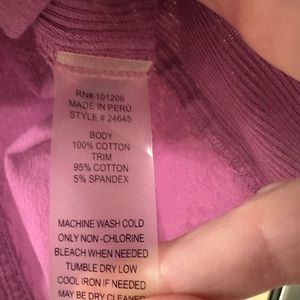 RN# 101206
MADE IN PERÚ
STYLE # 24645
BODY
100% COTTON
TRIM
95% COTTON
5% SPANDEX
MACHINE WASH COLD
ONLY NON -CHLORINE
BLEACH WHEN NEEDED
TUMBLE DRY LOW
COOL IRON IF NEEDED
MAY BE DRY CLEANED